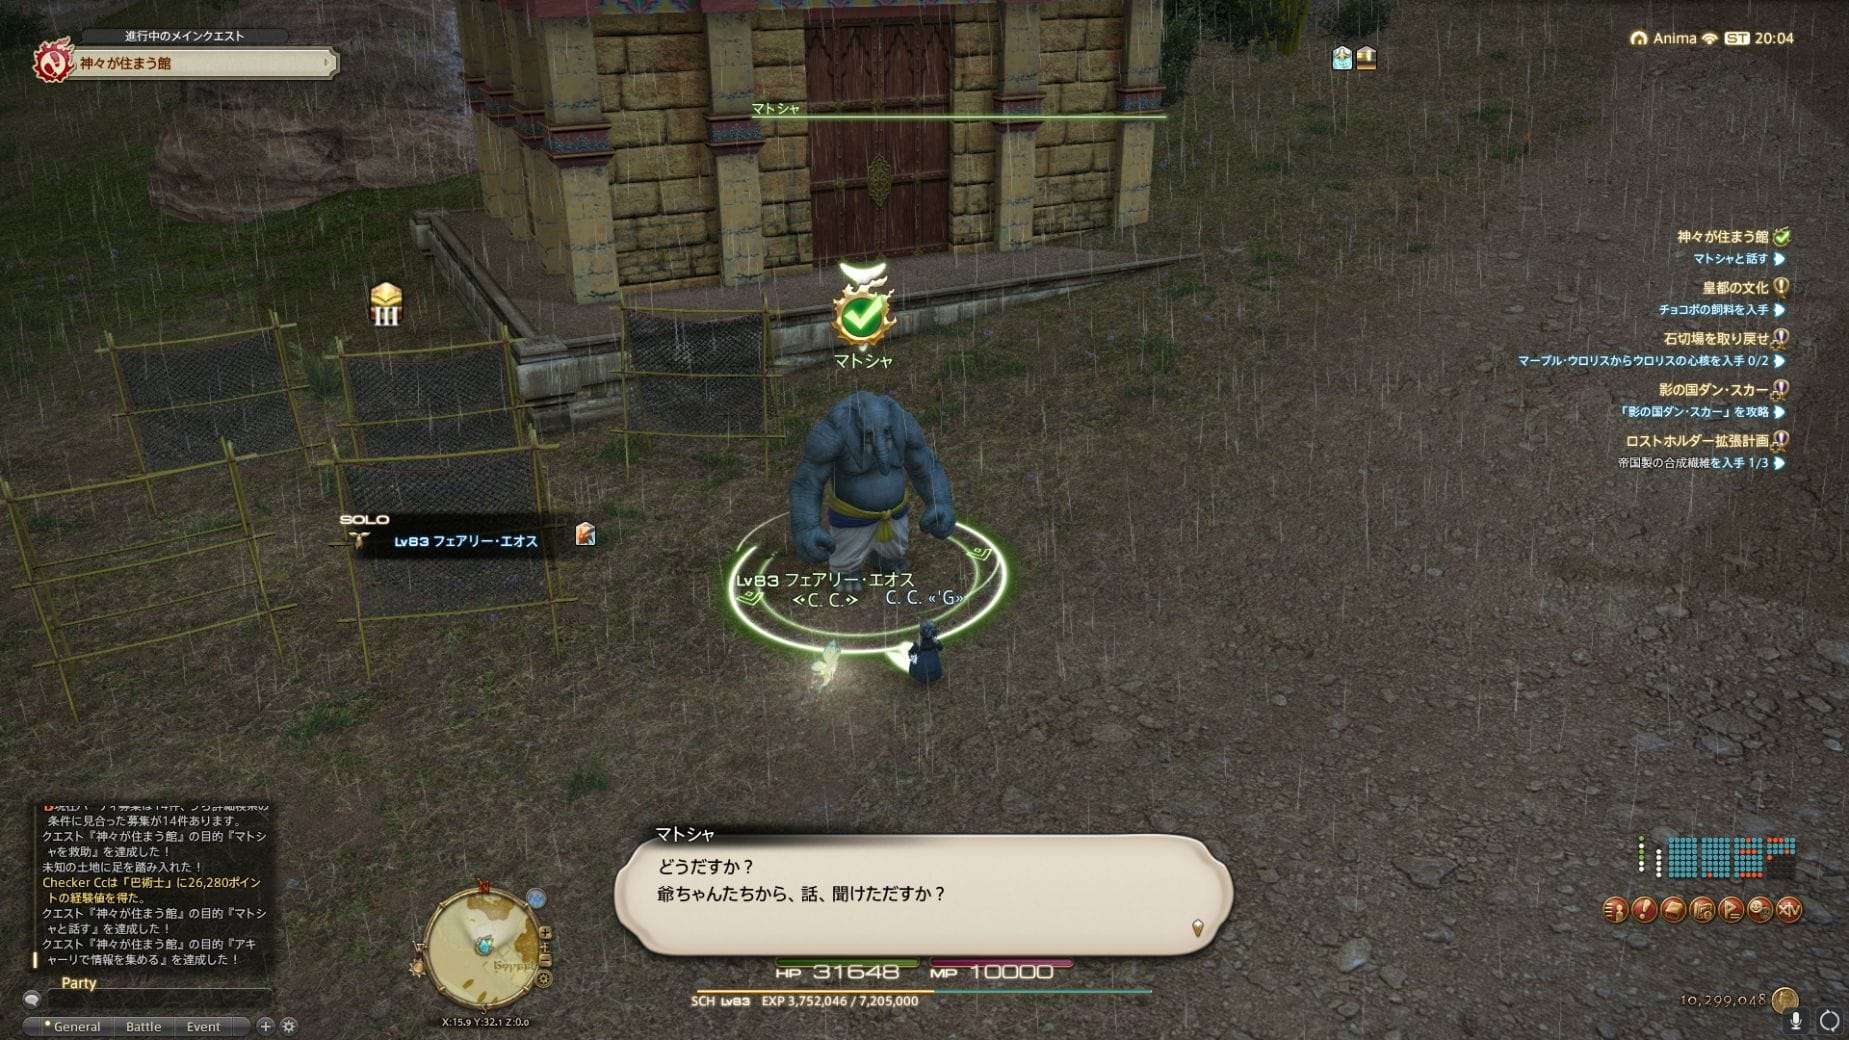 進行中のメインクエスト
神々が住まう館
Anima ST 20:04
マトシャ
神々が住まう館
マトシャと話す
皇都の文化
チョコボの飼料を入手
石切場を取り戻せ
マーブル・ウロリスからウロリスの心核を入手 0/2
影の国ダン・スカー
「影の国ダン・スカー」を攻略
ロストホルダー拡張計画
帝国製の合成繊維を入手 1/3
III
マトシャ
SOLO
Lv83 フェアリー・エオス
Lv83 フェアリー・エオス
C. C.
C. C. «'G»
条件に見合った募集が14件あります。
クエスト『神々が住まう館』の目的『マトシ
ャを救助』を達成した！
未知の土地に足を踏み入れた！
Checker Ccは「巴術士」に26,280ポイン
トの経験値を得た。
クエスト『神々が住まう館』の目的『マトシ
ャと話す』を達成した！
クエスト『神々が住まう館』の目的『アキ
ャーリで情報を集める』を達成した！
Party
General Battle Event
X:15.9 Y:32.1 Z:0.0
マトシャ
どうだすか？
爺ちゃんたちから、話、聞けただすか？
HP 31648 MP 10000
SCH Lv83 EXP 3,752,046 / 7,205,000
XIV
10,299,048